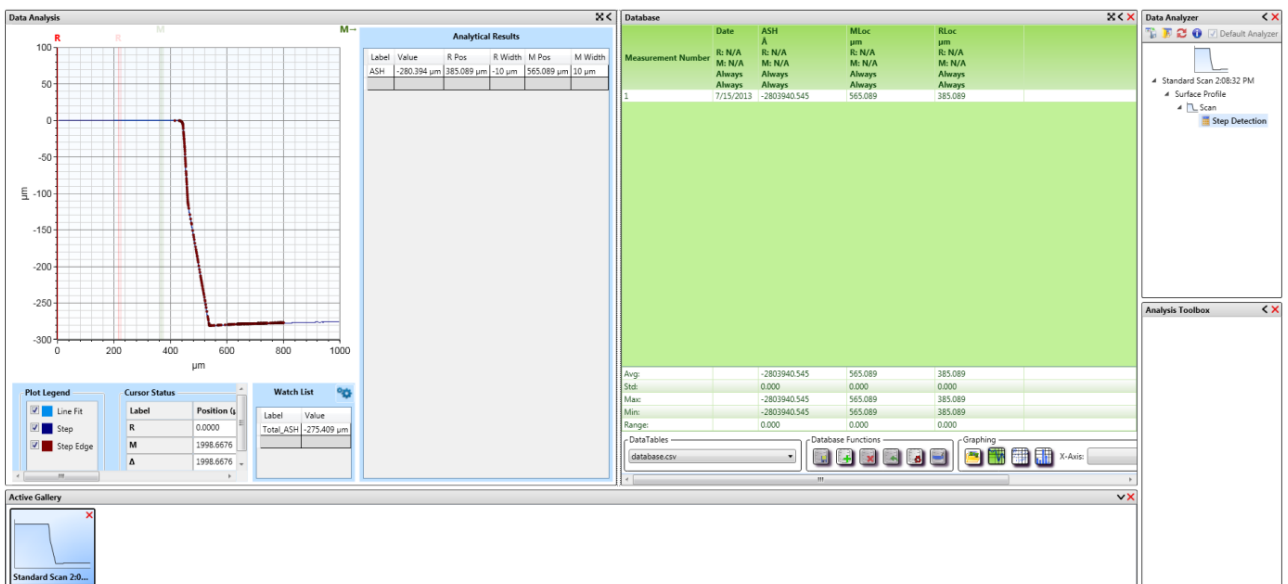 Data Analysis
R R M M→
100
50
0
-50
-100
-150
-200
-250
-300
µm
0 200 400 600 800 1000
µm
Analytical Results
Label Value R Pos R Width M Pos M Width
ASH -280.394 µm 385.089 µm -10 µm 565.089 µm 10 µm
Plot Legend
Line Fit
Step
Step Edge
Cursor Status
Label Position (µ
R 0.0000
M 1998.6676
Δ 1998.6676
Watch List
Label Value
Total_ASH -275.409 µm
Database
Measurement Number
Date ASH MLoc RLoc
Å µm µm
R: N/A R: N/A R: N/A R: N/A
M: N/A M: N/A M: N/A M: N/A
Always Always Always Always
Always Always Always Always
1 7/15/2013 -2803940.545 565.089 385.089
Avg: -2803940.545 565.089 385.089
Std: 0.000 0.000 0.000
Max: -2803940.545 565.089 385.089
Min: -2803940.545 565.089 385.089
Range: 0.000 0.000 0.000
DataTables Database Functions Graphing
database.csv X-Axis:
Data Analyzer
Default Analyzer
Standard Scan 2:08:32 PM
Surface Profile
Scan
Step Detection
Analysis Toolbox
Active Gallery
Standard Scan 2:0...